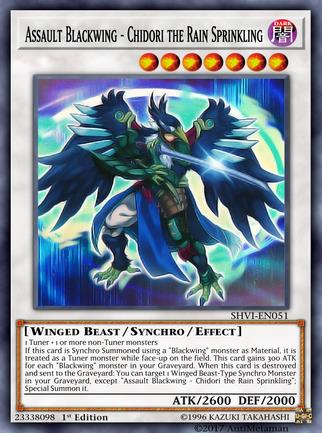 ASSAULT BLACKWING - CHIDORI THE RAIN SPRINKLING
DARK
闇
SHVI-EN051
[WINGED BEAST/SYNCHRO/EFFECT]
1 Tuner + 1 or more non-Tuner monsters
If this card is Synchro Summoned using a "Blackwing" monster as Material, it is
treated as a Tuner monster while face-up on the field. This card gains 300 ATK
for each "Blackwing" monster in your Graveyard. When this card is destroyed
and sent to the Graveyard: You can target 1 Winged Beast-Type Synchro Monster
in your Graveyard, except "Assault Blackwing - Chidori the Rain Sprinkling";
Special Summon it.
ATK/2600 DEF/2000
23338098 1st Edition ©1996 KAZUKI TAKAHASHI
©2017 AntiMetaman